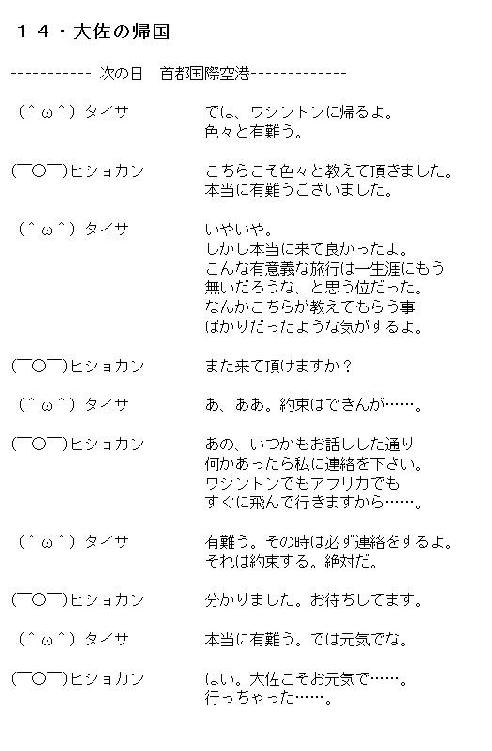 １４・大佐の帰国
----------- 次の日　首都国際空港-------------
（＾ω＾）タイサ　では、ワシントンに帰るよ。
色々と有難う。
(￣○￣)ヒショカン　こちらこそ色々と教えて頂きました。
本当に有難うございました。
（＾ω＾）タイサ　いやいや。
しかし本当に来て良かったよ。
こんな有意義な旅行は一生涯にもう
無いだろうな、と思う位だった。
なんかこちらが教えてもらう事
ばかりだったような気がするよ。
(￣○￣)ヒショカン　また来て頂けますか？
（＾ω＾）タイサ　あ、ああ。約束はできんが……。
(￣○￣)ヒショカン　あの、いつかもお話しした通り
何かあったら私に連絡を下さい。
ワシントンでもアフリカでも
すぐに飛んで行きますから……。
（＾ω＾）タイサ　有難う。その時は必ず連絡をするよ。
それは約束する。絶対だ。
(￣○￣)ヒショカン　分かりました。お待ちしてます。
（＾ω＾）タイサ　本当に有難う。では元気でな。
(￣○￣)ヒショカン　はい。大佐こそお元気で……。
行っちゃった……。